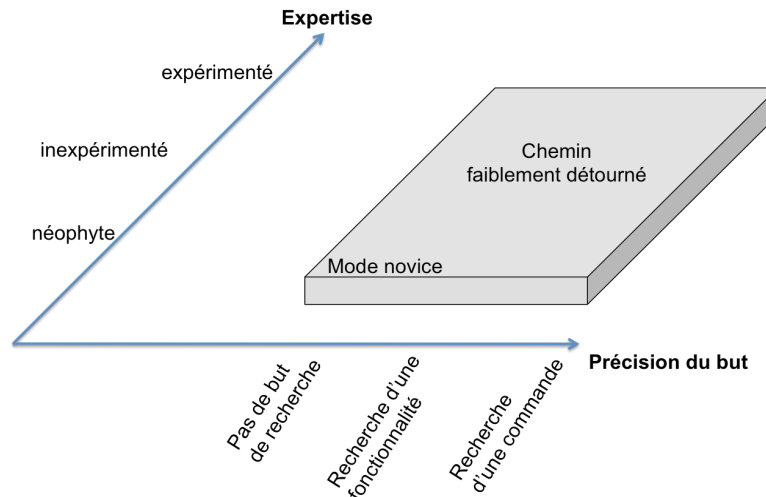 Expertise
expérimenté
inexpérimenté
néophyte
Chemin
faiblement détourné
Mode novice
Précision du but
Pas de but
de recherche
Recherche d'une
fonctionnalité
Recherche
d'une commande